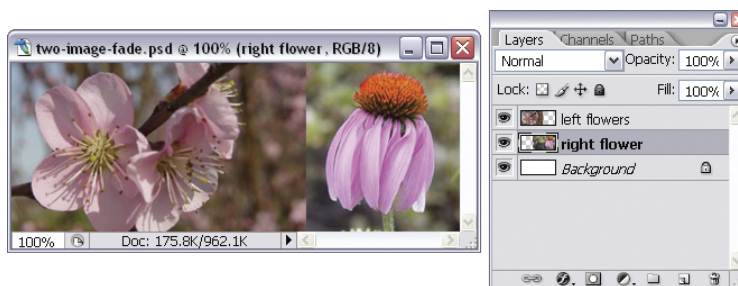 two-image-fade.psd @ 100% (right flower, RGB/8)
100%
Doc: 175.8K/962.1K
Layers
Channels
Paths
Normal
Opacity: 100%
Lock:
Fill: 100%
left flowers
right flower
Background